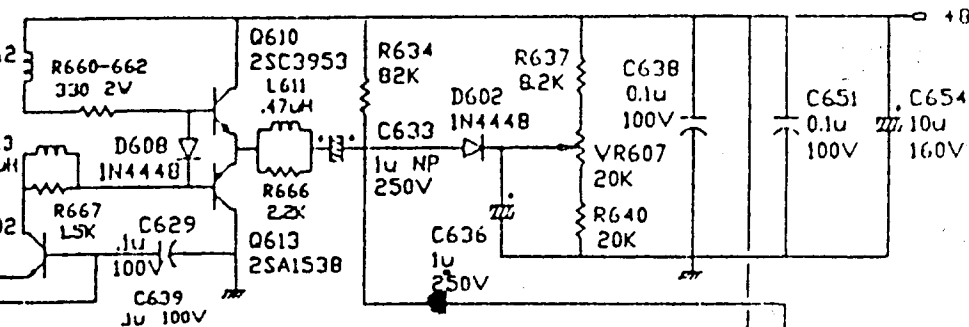 +8
Q610
2SC3953
R660-662
330 2W
L611
.47uH
R634
82K
R637
8.2K
C638
0.1u
100V
C651
0.1u
100V
C654
10u
160V
D608
1N4448
C633
1u NP
250V
D602
1N4448
VR607
20K
R666
2.2K
R667
1.5K
C629
.1u
100V
Q613
2SA1538
C636
1u
250V
R640
20K
C639
.1u 100V